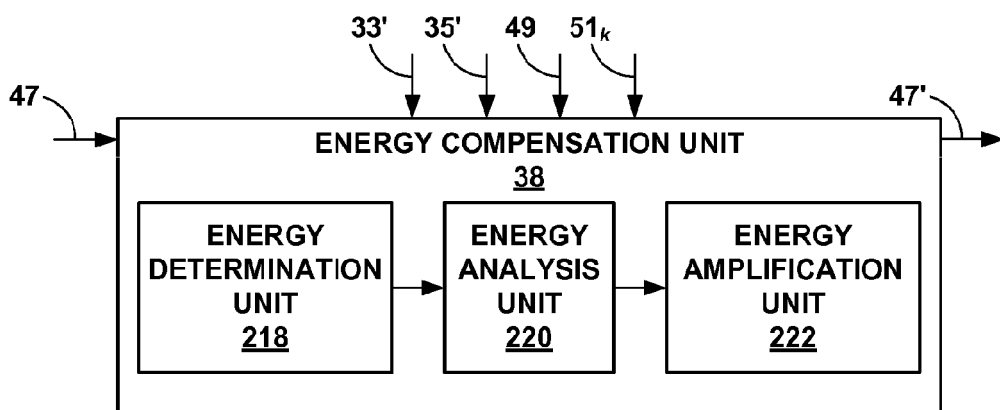 33' 35' 49 51k
47 47'
ENERGY COMPENSATION UNIT
38
ENERGY
DETERMINATION
UNIT
218
ENERGY
ANALYSIS
UNIT
220
ENERGY
AMPLIFICATION
UNIT
222